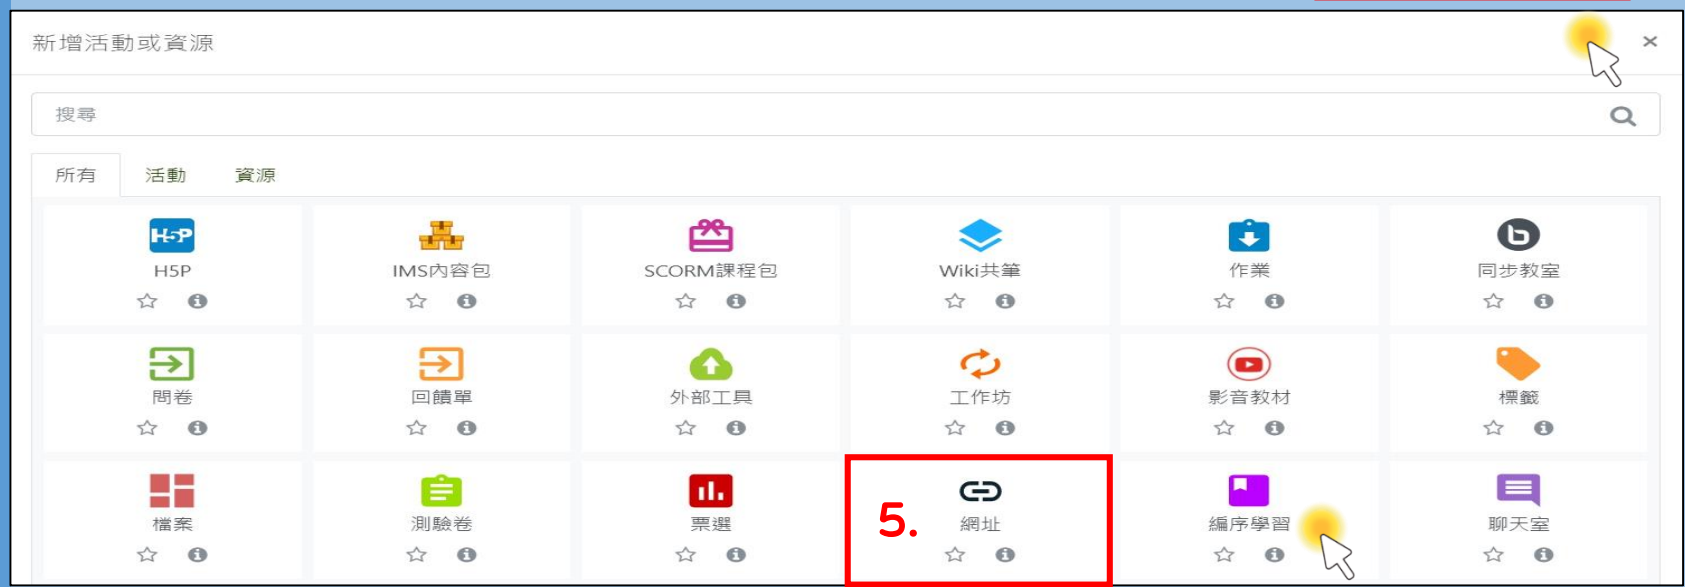 新增活動或資源
×
搜尋
所有 活動 資源
H5P
H5P IMS內容包 SCORM課程包 Wiki共筆 作業 同步教室
問卷 回饋單 外部工具 工作坊 影音教材 標籤
5.
檔案 測驗卷 票選 網址 編序學習 聊天室